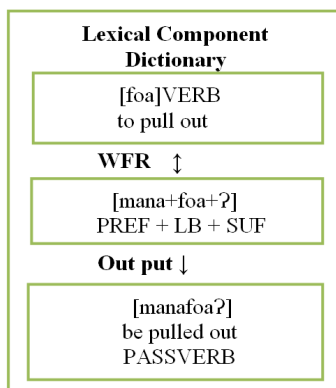 Lexical Component
Dictionary
[foa]VERB
to pull out
WFR ↕
[mana+foa+ʔ]
PREF + LB + SUF
Out put ↓
[manafoaʔ]
be pulled out
PASSVERB